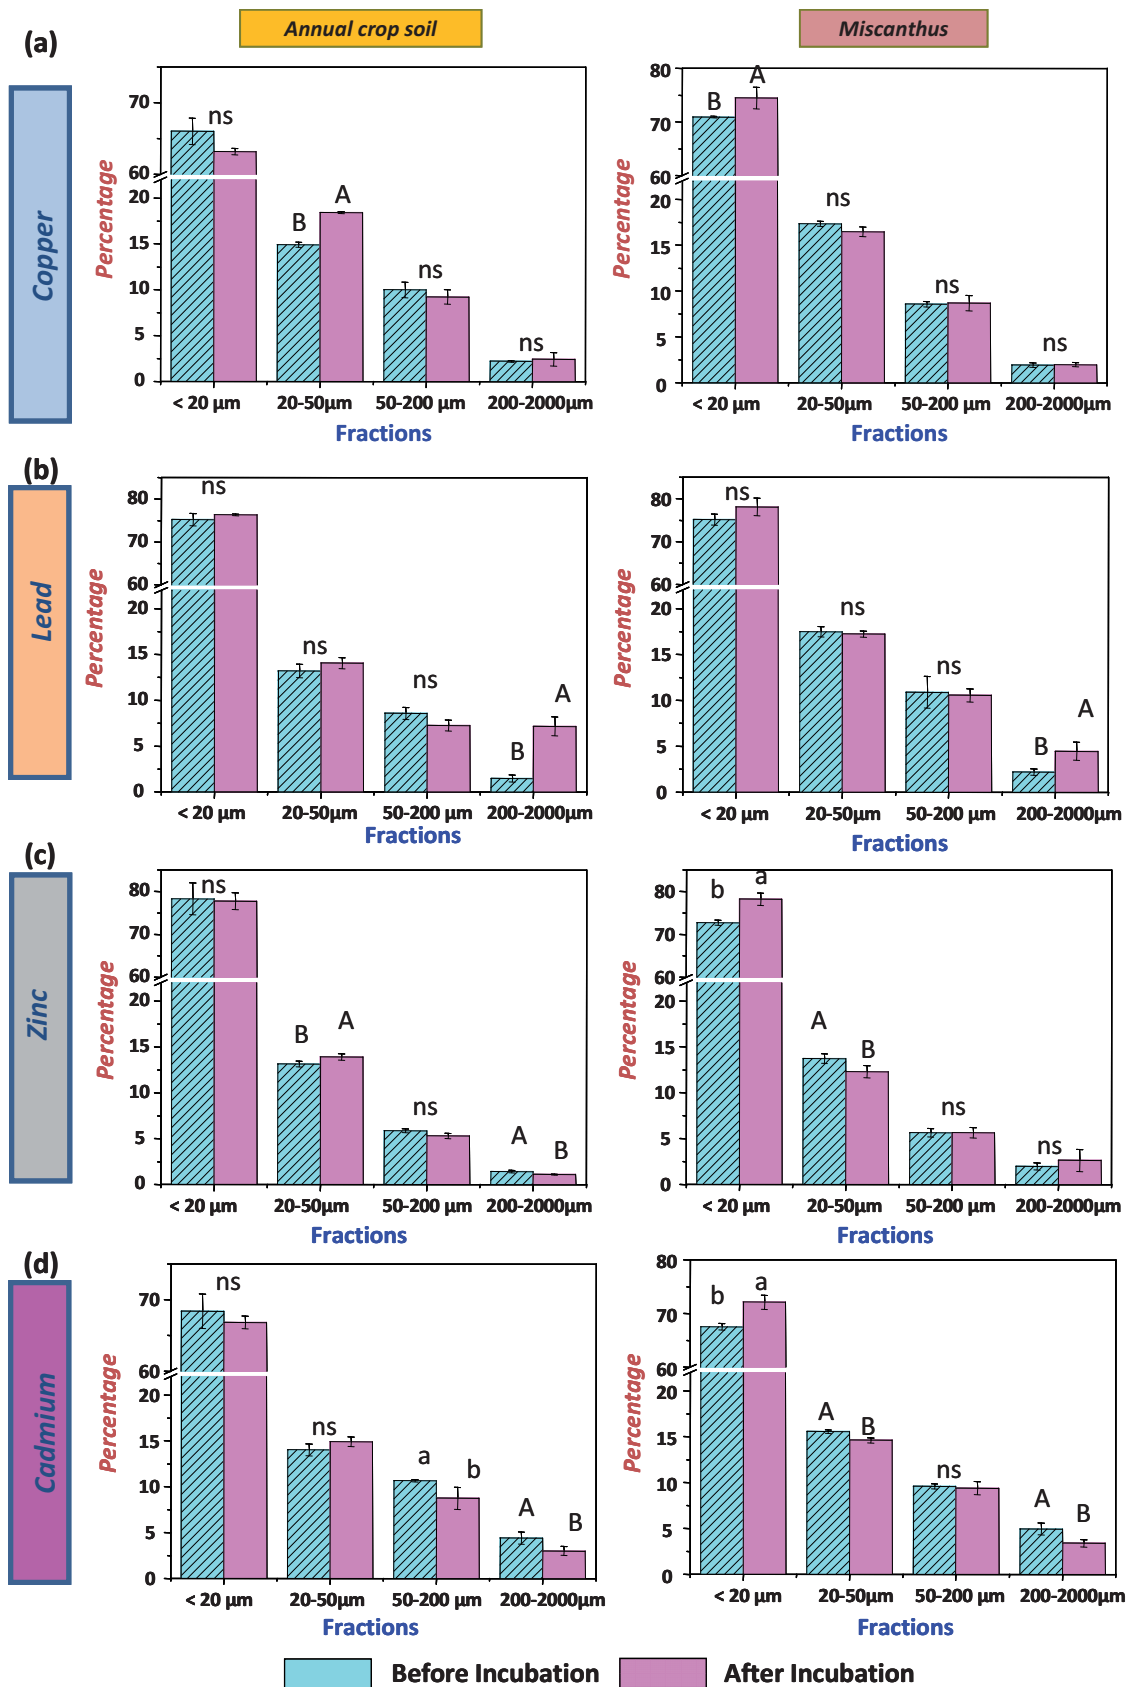 Annual crop soil
Miscanthus
(a)
Copper
Percentage
70
60
20
15
10
5
0
ns
B
A
ns
ns
< 20 µm
20-50µm
50-200 µm
200-2000µm
Fractions
Percentage
80
70
60
20
15
10
5
0
B
A
ns
ns
ns
< 20 µm
20-50µm
50-200 µm
200-2000µm
Fractions
(b)
Lead
Percentage
80
70
60
20
15
10
5
0
ns
ns
ns
B
A
< 20 µm
20-50µm
50-200 µm
200-2000µm
Fractions
Percentage
80
70
60
20
15
10
5
0
ns
ns
ns
B
A
< 20 µm
20-50µm
50-200 µm
200-2000µm
Fractions
(c)
Zinc
Percentage
80
70
60
20
15
10
5
0
ns
B
A
ns
A
B
< 20 µm
20-50µm
50-200 µm
200-2000µm
Fractions
Percentage
80
70
60
20
15
10
5
0
b
a
A
B
ns
ns
< 20 µm
20-50µm
50-200 µm
200-2000µm
Fractions
(d)
Cadmium
Percentage
70
60
20
15
10
5
0
ns
ns
a
b
A
B
< 20 µm
20-50µm
50-200 µm
200-2000µm
Fractions
Percentage
80
70
60
20
15
10
5
0
b
a
A
B
ns
A
B
< 20 µm
20-50µm
50-200 µm
200-2000µm
Fractions
Before Incubation
After Incubation